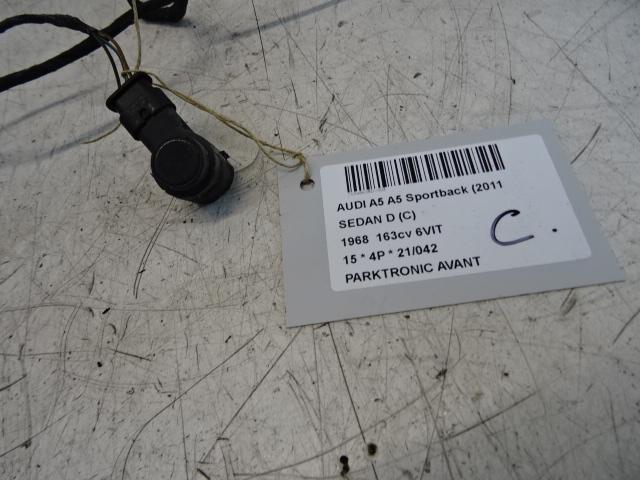 AUDI A5 A5 Sportback (2011
SEDAN D (C)
1968 163cv 6VIT
15 * 4P * 21/042
PARKTRONIC AVANT
C.